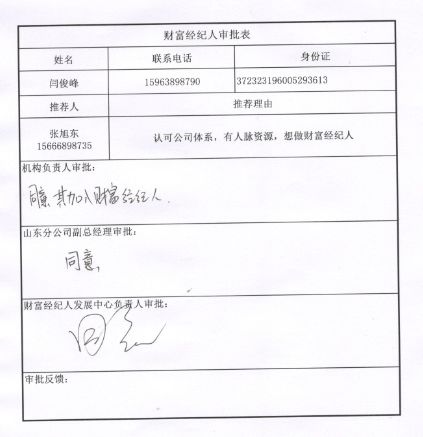 财富经纪人审批表
姓名 联系电话 身份证
闫俊峰 15963898790 372323196005293613
推荐人 推荐理由
张旭东
15666898735
认可公司体系，有人脉资源，想做财富经纪人
机构负责人审批：
同意其加入财富经纪人.
山东分公司副总经理审批：
同意
财富经纪人发展中心负责人审批：
同意
审批反馈：